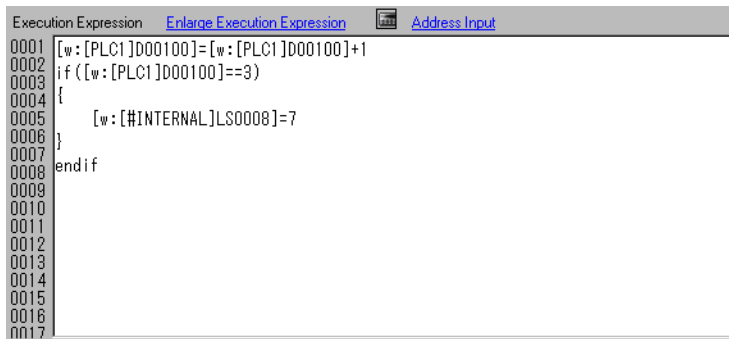 Execution Expression Enlarge Execution Expression Address Input
0001 [w:[PLC1]D00100]=[w:[PLC1]D00100]+1
0002 if([w:[PLC1]D00100]==3)
0003 {
0004 [w:[#INTERNAL]LS0008]=7
0005 }
0006 endif
0007
0008
0009
0010
0011
0012
0013
0014
0015
0016
0017